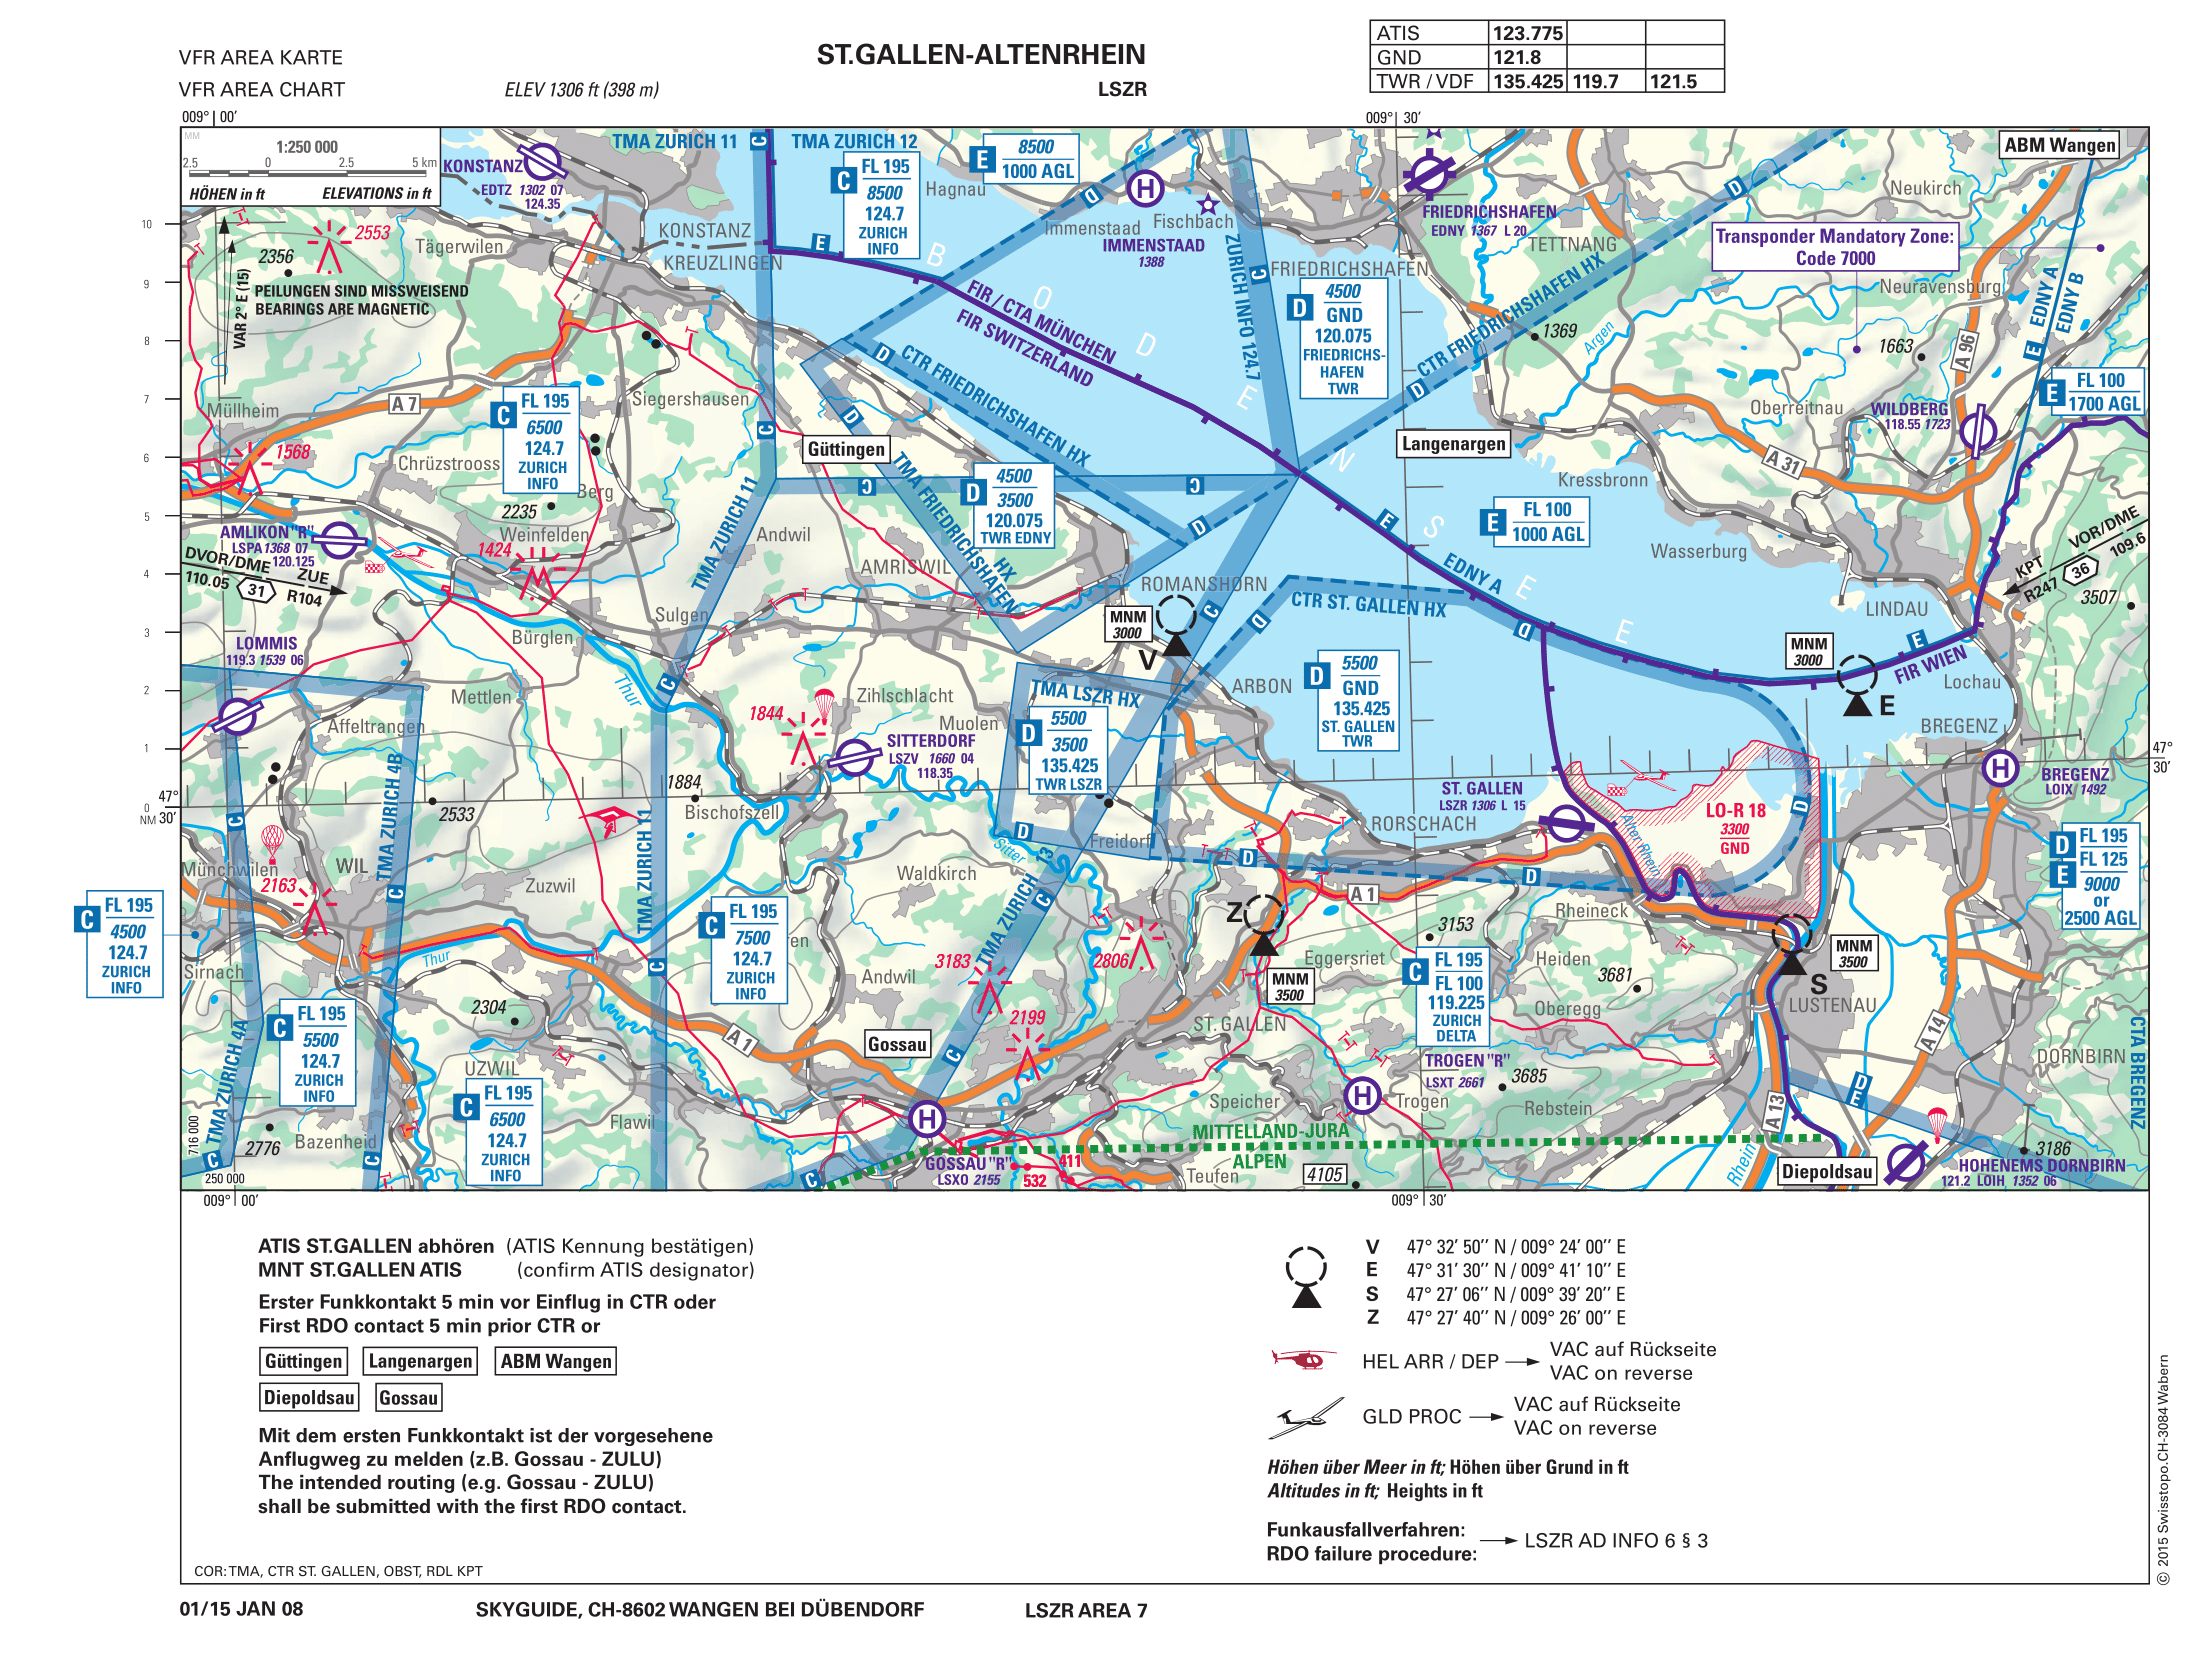 VFR AREA KARTE
VFR AREA CHART
ELEV 1306 ft (398 m)
ST.GALLEN-ALTENRHEIN
LSZR
ATIS 123.775
GND 121.8
TWR / VDF 135.425 119.7 121.5
009° 00′
009° 30′
MM
1:250 000
2.5 0 2.5 5 km
HÖHEN in ft ELEVATIONS in ft
KONSTANZ
EDTZ 1302 07
124.35
TMA ZURICH 11
C
TMA ZURICH 12
C
FL 195
8500
124.7
ZURICH
INFO
E
8500
1000 AGL
Hagnau
D
H
Immenstaad
Fischbach
IMMENSTAAD
1388
FRIEDRICHSHAFEN
EDNY 1367 L 20
TETTNANG
D
Neukirch
ABM Wangen
Transponder Mandatory Zone:
Code 7000
Neuravensburg
EDNY A
EDNY B
E
10
9
8
7
6
5
4
3
2
1
0
NM
2553
2356
VAR 2° E (15)
PEILUNGEN SIND MISSWEISEND
BEARINGS ARE MAGNETIC
Tägerwilen
KONSTANZ
KREUZLINGEN
E
B
O
D
E
N
S
E
E
FIR / CTA MÜNCHEN
FIR SWITZERLAND
ZURICH INFO 124.7
C
FRIEDRICHSHAFEN
D
4500
GND
120.075
FRIEDRICHS-
HAFEN
TWR
CTR FRIEDRICHSHAFEN HX
D
1369
Argen
1663
A 96
E
FL 100
1700 AGL
Müllheim
A 7
C
FL 195
6500
124.7
ZURICH
INFO
Siegershausen
C
D
CTR FRIEDRICHSHAFEN HX
D
Güttingen
Langenargen
Oberreitnau
WILDBERG
118.55 1723
A 31
1568
Chrüzstrooss
Berg
2235
Weinfelden
C
C
TMA FRIEDRICHSHAFEN
HX
D
4500
3500
120.075
TWR EDNY
D
E
E
FL 100
1000 AGL
Kressbronn
Wasserburg
AMLIKON "R"
LSPA 1368 07
120.125
DVOR/DME ZUE
110.05 31 R104
1424
TMA ZURICH 11
Andwil
AMRISWIL
ROMANSHORN
EDNY A
KPT VOR/DME
R247 36 109.6
LINDAU
3507
LOMMIS
119.3 1539 06
Bürglen
Sulgen
MNM
3000
V
C
D
CTR ST. GALLEN HX
D
MNM
3000
E
FIR WIEN
E
Lochau
Mettlen
Thur
C
Affeltrangen
1844
Zihlschlacht
Muolen
TMA LSZR HX
D
5500
3500
135.425
TWR LSZR
ARBON
D
5500
GND
135.425
ST. GALLEN
TWR
BREGENZ
H
BREGENZ
LOIX 1492
47°
30′
SITTERDORF
LSZV 1660 04
118.35
ST. GALLEN
LSZR 1306 L 15
RORSCHACH
Alter Rhein
LO-R 18
3300
GND
D
47°
30′
C
2533
1884
Bischofszell
TMA ZURICH 4B
TMA ZURICH 11
D
Sitter
Freidorf
D
D
D
FL 195
FL 125
E
9000
or
2500 AGL
Münchwilen
WIL
2163
Zuzwil
C
Waldkirch
TMA ZURICH 13
C
Z
A 1
3153
Rheineck
C
FL 195
4500
124.7
ZURICH
INFO
C
FL 195
7500
124.7
ZURICH
INFO
Sirnach
Thur
C
Andwil
3183
2806
MNM
3500
Eggersriet
C
FL 195
FL 100
119.225
ZURICH
DELTA
Heiden
3681
Oberegg
MNM
3500
S
LUSTENAU
C
FL 195
5500
124.7
ZURICH
INFO
2304
A 1
Gossau
C
2199
ST. GALLEN
TROGEN "R"
LSXT 2661
3685
A 14
DORNBIRN
CTA BREGENZ
TMA ZURICH 4A
UZWIL
C
FL 195
6500
124.7
ZURICH
INFO
Flawil
H
Speicher
H
Trogen
Rebstein
A 13
D
E
716 000
2776
Bazenheid
C
C
C
MITTELLAND-JURA
ALPEN
GOSSAU "R"
LSXO 2155
411
532
Teufen
4105
Rhein
Diepoldsau
3186
HOHENEMS DORNBIRN
121.2 LOIH 1352 06
250 000
009° 00′
009° 30′
ATIS ST.GALLEN abhören (ATIS Kennung bestätigen)
MNT ST.GALLEN ATIS (confirm ATIS designator)
Erster Funkkontakt 5 min vor Einflug in CTR oder
First RDO contact 5 min prior CTR or
Güttingen Langenargen ABM Wangen
Diepoldsau Gossau
Mit dem ersten Funkkontakt ist der vorgesehene
Anflugweg zu melden (z.B. Gossau - ZULU)
The intended routing (e.g. Gossau - ZULU)
shall be submitted with the first RDO contact.
COR: TMA, CTR ST. GALLEN, OBST, RDL KPT
V 47° 32′ 50′′ N / 009° 24′ 00′′ E
E 47° 31′ 30′′ N / 009° 41′ 10′′ E
S 47° 27′ 06′′ N / 009° 39′ 20′′ E
Z 47° 27′ 40′′ N / 009° 26′ 00′′ E
HEL ARR / DEP VAC auf Rückseite
VAC on reverse
GLD PROC VAC auf Rückseite
VAC on reverse
Höhen über Meer in ft; Höhen über Grund in ft
Altitudes in ft; Heights in ft
Funkausfallverfahren:
RDO failure procedure: LSZR AD INFO 6 § 3
© 2015 Swisstopo.CH-3084 Wabern
01/15 JAN 08
SKYGUIDE, CH-8602 WANGEN BEI DÜBENDORF
LSZR AREA 7